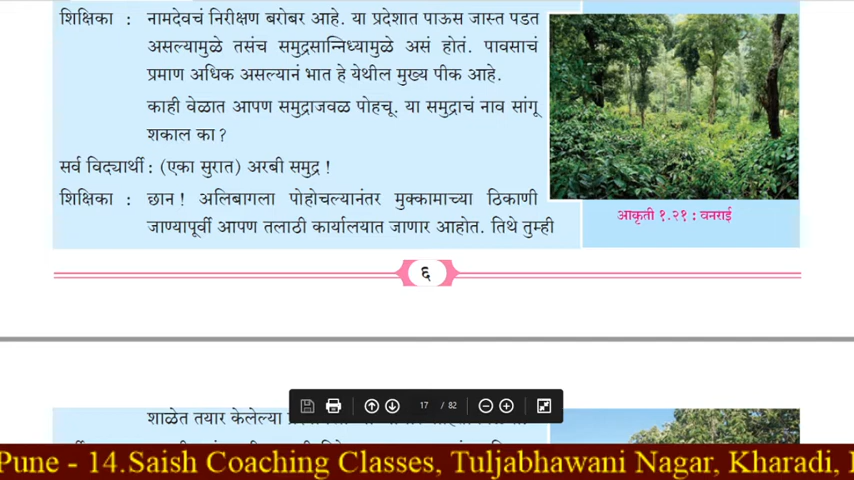 शिक्षिका : नामदेवचं निरीक्षण बरोबर आहे. या प्रदेशात पाऊस जास्त पडत
असल्यामुळे तसंच समुद्रसान्निध्यामुळे असं होतं. पावसाचं
प्रमाण अधिक असल्यानं भात हे येथील मुख्य पीक आहे.
काही वेळात आपण समुद्राजवळ पोहचू. या समुद्राचं नाव सांगू
शकाल का?
सर्व विद्यार्थी : (एका सुरात) अरबी समुद्र !
शिक्षिका : छान ! अलिबागला पोहोचल्यानंतर मुक्कामाच्या ठिकाणी
जाण्यापूर्वी आपण तलाठी कार्यालयात जाणार आहोत. तिथे तुम्ही
आकृती १.२१ : वनराई
६
17 / 82
शाळेत तयार केलेल्या
Pune - 14.Saish Coaching Classes, Tuljabhawani Nagar, Kharadi,